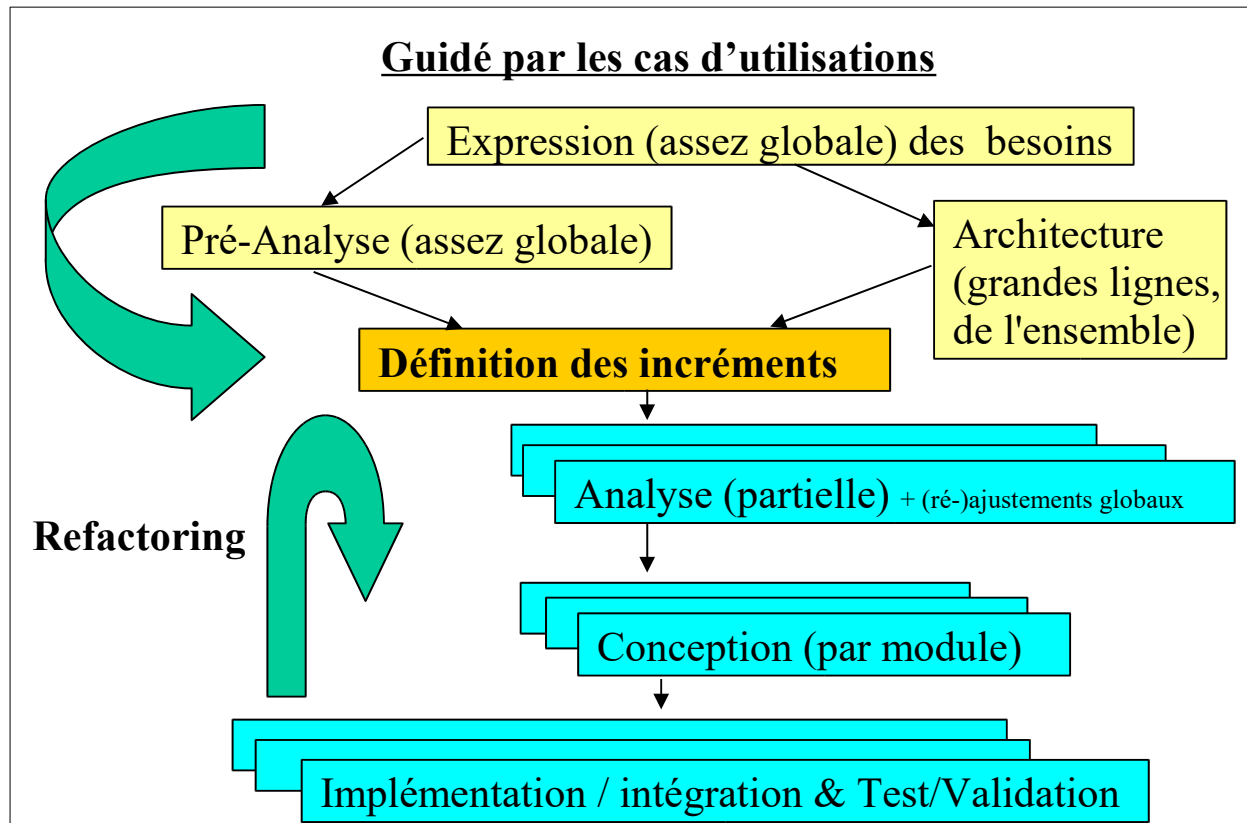 Guidé par les cas d’utilisations
Expression (assez globale) des besoins
Pré-Analyse (assez globale)
Architecture
(grandes lignes,
de l'ensemble)
Définition des incréments
Analyse (partielle) + (ré-)ajustements globaux
Refactoring
Conception (par module)
Implémentation / intégration & Test/Validation